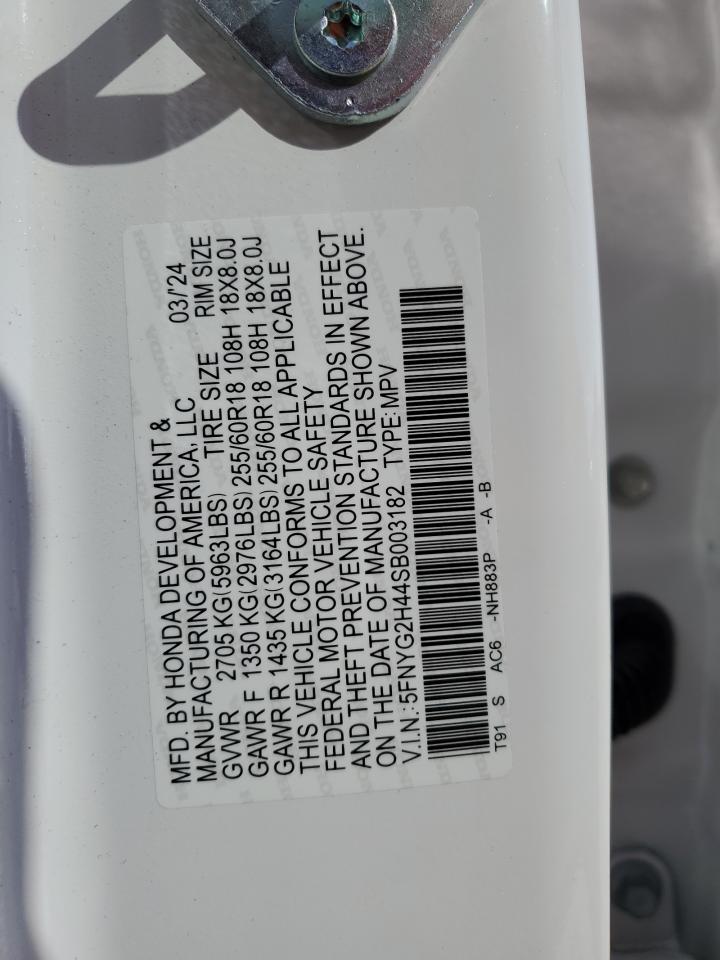 MFD. BY HONDA DEVELOPMENT & 03/'24
MANUFACTURING OF AMERICA, LLC
GVWR 2705 KG(5963LBS) TIRE SIZE RIM SIZE
GAWR F 1350 KG(2976LBS) 255/60R18 108H 18X8.0J
GAWR R 1435 KG(3164LBS) 255/60R18 108H 18X8.0J
THIS VEHICLE CONFORMS TO ALL APPLICABLE
FEDERAL MOTOR VEHICLE SAFETY
AND THEFT PREVENTION STANDARDS IN EFFECT
ON THE DATE OF MANUFACTURE SHOWN ABOVE.
V.I.N.:5FNYG2H44SB003182 TYPE:MPV
T91 S AC6 -NH883P -A -B